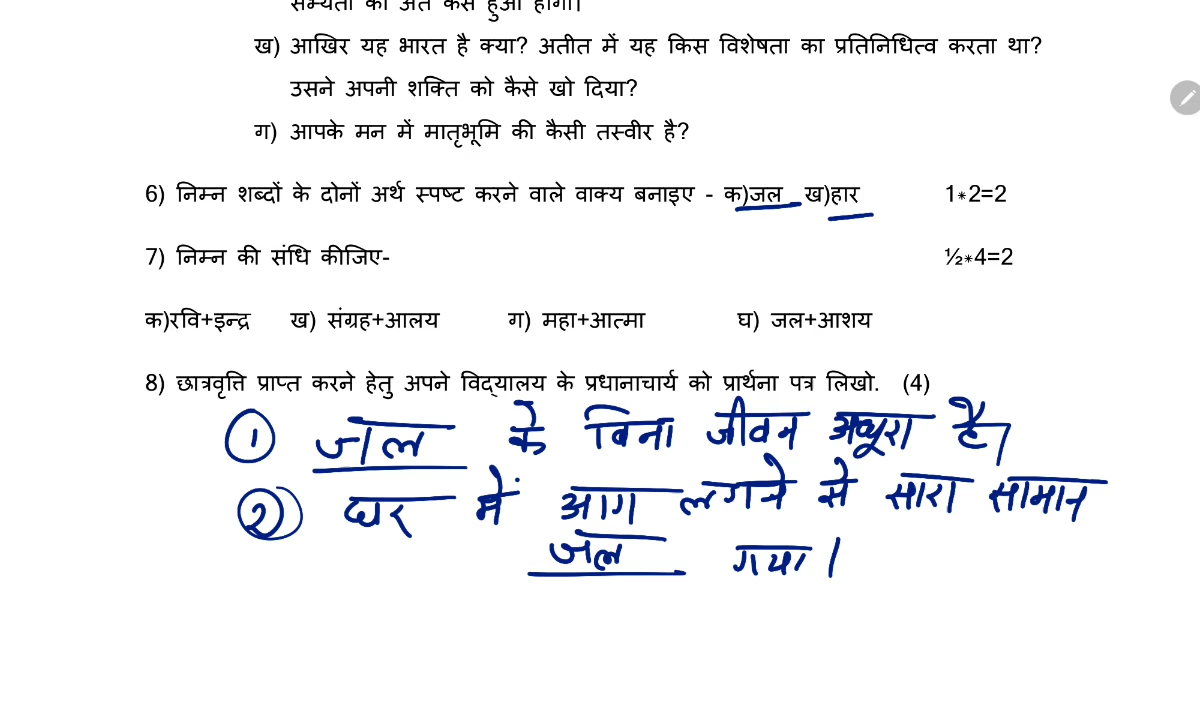 सभ्यता का अंत कैसे हुआ होगा।
ख) आखिर यह भारत है क्या? अतीत में यह किस विशेषता का प्रतिनिधित्व करता था?
उसने अपनी शक्ति को कैसे खो दिया?
ग) आपके मन में मातृभूमि की कैसी तस्वीर है?
6) निम्न शब्दों के दोनों अर्थ स्पष्ट करने वाले वाक्य बनाइए - क)जल ख)हार 1*2=2
7) निम्न की संधि कीजिए- ½*4=2
क)रवि+इन्द्र ख) संग्रह+आलय ग) महा+आत्मा घ) जल+आशय
8) छात्रवृत्ति प्राप्त करने हेतु अपने विद्यालय के प्रधानाचार्य को प्रार्थना पत्र लिखो. (4)
① जल के बिना जीवन अधूरा है।
② घर में आग लगने से सारा सामान
जल गया।